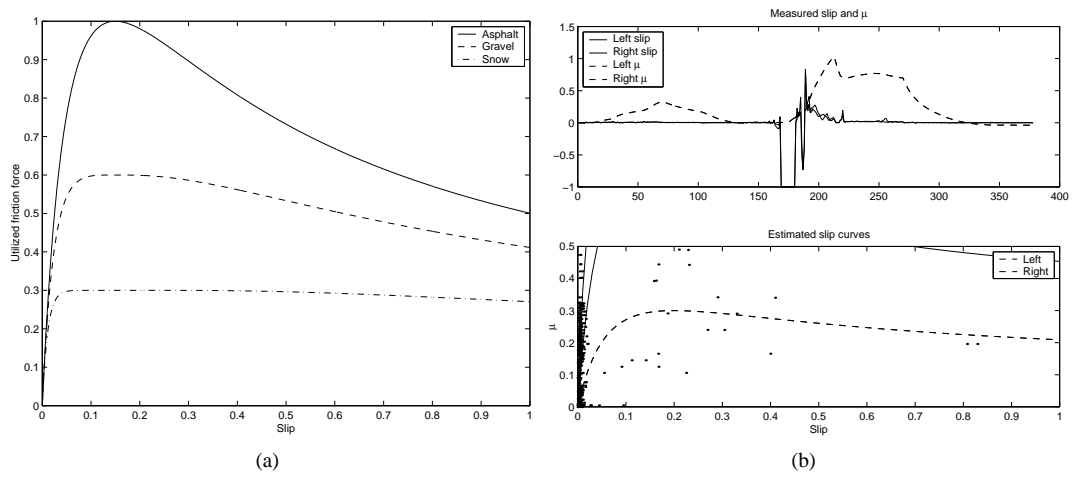 1
0.9
0.8
0.7
0.6
0.5
0.4
0.3
0.2
0.1
0
Utilized friction force
Asphalt
Gravel
Snow
0 0.1 0.2 0.3 0.4 0.5 0.6 0.7 0.8 0.9 1
Slip
(a)
Measured slip and μ
1.5
1
0.5
0
−0.5
−1
Left slip
Right slip
Left μ
Right μ
0 50 100 150 200 250 300 350 400
Estimated slip curves
0.5
0.4
0.3
0.2
0.1
0
μ
Left
Right
0 0.1 0.2 0.3 0.4 0.5 0.6 0.7 0.8 0.9 1
Slip
(b)